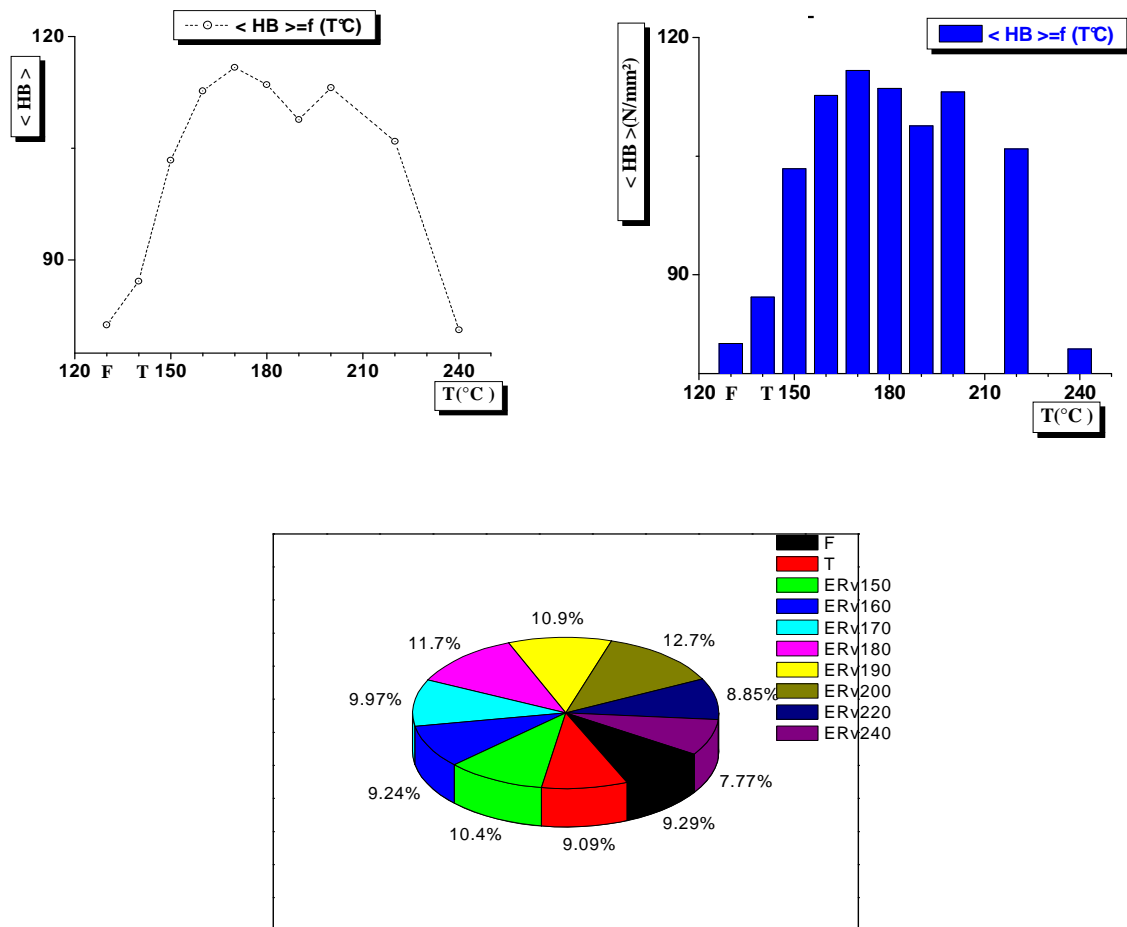 < HB >=f (T°C)
120
< HB >
90
120 F T 150 180 210 240
T(°C )
< HB >=f (T°C)
120
< HB >(N/mm²)
90
120 F T 150 180 210 240
T(°C )
F
T
ERv150
ERv160
ERv170
ERv180
ERv190
ERv200
ERv220
ERv240
10.9%
12.7%
11.7%
8.85%
9.97%
7.77%
9.24%
9.29%
10.4%
9.09%